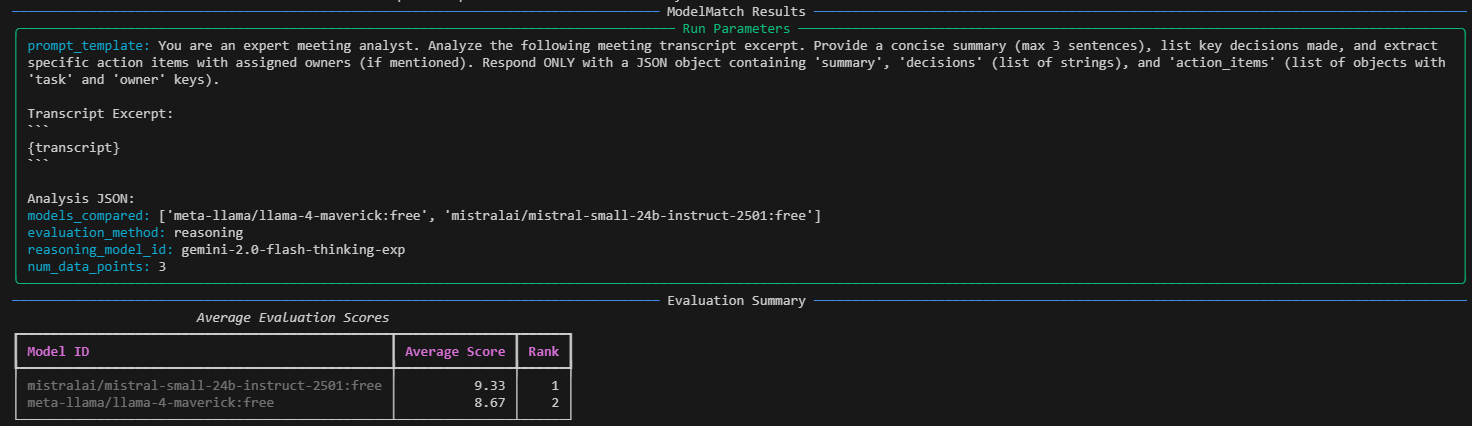 ModelMatch Results
Run Parameters
prompt_template: You are an expert meeting analyst. Analyze the following meeting transcript excerpt. Provide a concise summary (max 3 sentences), list key decisions made, and extract
specific action items with assigned owners (if mentioned). Respond ONLY with a JSON object containing 'summary', 'decisions' (list of strings), and 'action_items' (list of objects with
'task' and 'owner' keys).
Transcript Excerpt:
```
{transcript}
```
Analysis JSON:
models_compared: ['meta-llama/llama-4-maverick:free', 'mistralai/mistral-small-24b-instruct-2501:free']
evaluation_method: reasoning
reasoning_model_id: gemini-2.0-flash-thinking-exp
num_data_points: 3
Evaluation Summary
Average Evaluation Scores
Model ID Average Score Rank
mistralai/mistral-small-24b-instruct-2501:free 9.33 1
meta-llama/llama-4-maverick:free 8.67 2